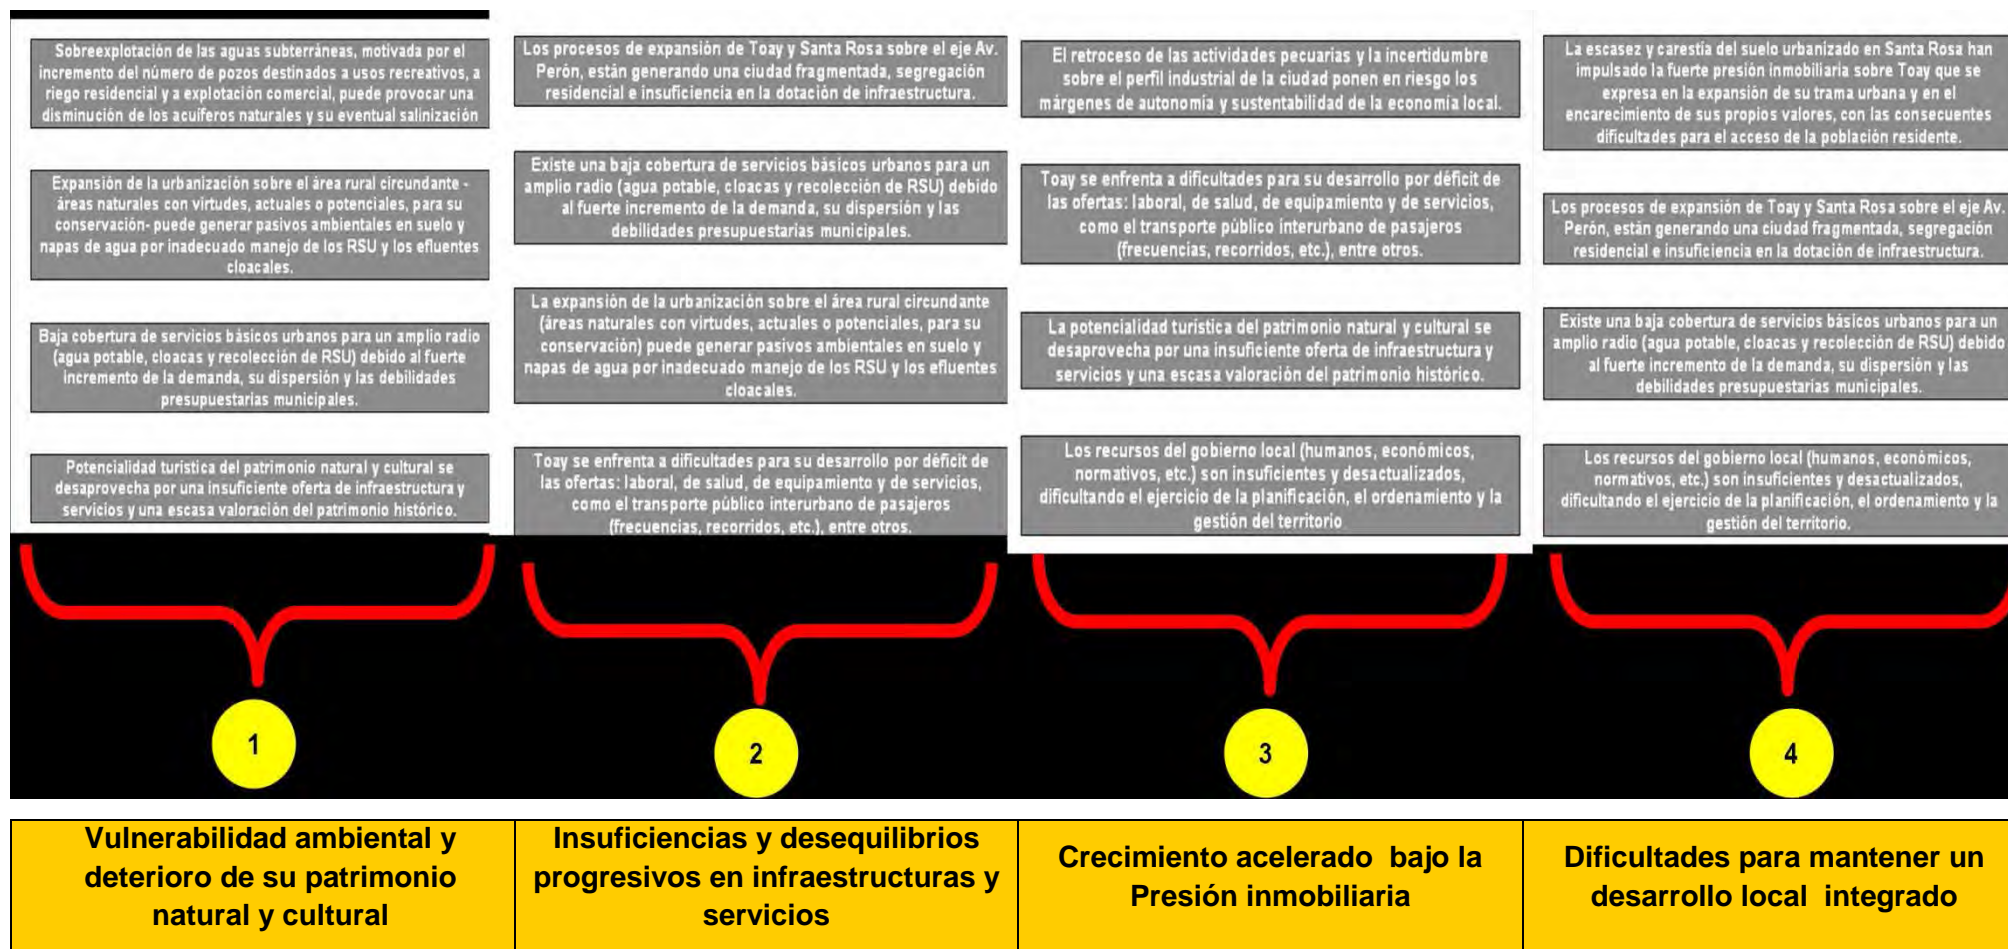 Sobreexplotación de las aguas subterráneas, motivada por el
incremento del número de pozos destinados a usos recreativos, a
riego residencial y a explotación comercial, puede provocar una
disminución de los acuíferos naturales y su eventual salinización
Expansión de la urbanización sobre el área rural circundante -
áreas naturales con virtudes, actuales o potenciales, para su
conservación- puede generar pasivos ambientales en suelo y
napas de agua por inadecuado manejo de los RSU y los efluentes
cloacales.
Baja cobertura de servicios básicos urbanos para un amplio radio
(agua potable, cloacas y recolección de RSU) debido al fuerte
incremento de la demanda, su dispersión y las debilidades
presupuestarias municipales.
Potencialidad turística del patrimonio natural y cultural se
desaprovecha por una insuficiente oferta de infraestructura y
servicios y una escasa valoración del patrimonio histórico.
Los procesos de expansión de Toay y Santa Rosa sobre el eje Av.
Perón, están generando una ciudad fragmentada, segregación
residencial e insuficiencia en la dotación de infraestructura.
Existe una baja cobertura de servicios básicos urbanos para un
amplio radio (agua potable, cloacas y recolección de RSU) debido
al fuerte incremento de la demanda, su dispersión y las
debilidades presupuestarias municipales.
La expansión de la urbanización sobre el área rural circundante
(áreas naturales con virtudes, actuales o potenciales, para su
conservación) puede generar pasivos ambientales en suelo y
napas de agua por inadecuado manejo de los RSU y los efluentes
cloacales.
Toay se enfrenta a dificultades para su desarrollo por déficit de
las ofertas: laboral, de salud, de equipamiento y de servicios,
como el transporte público interurbano de pasajeros
(frecuencias, recorridos, etc.), entre otros.
El retroceso de las actividades pecuarias y la incertidumbre
sobre el perfil industrial de la ciudad ponen en riesgo los
márgenes de autonomía y sustentabilidad de la economía local.
Toay se enfrenta a dificultades para su desarrollo por déficit de
las ofertas: laboral, de salud, de equipamiento y de servicios,
como el transporte público interurbano de pasajeros
(frecuencias, recorridos, etc.), entre otros.
La potencialidad turística del patrimonio natural y cultural se
desaprovecha por una insuficiente oferta de infraestructura y
servicios y una escasa valoración del patrimonio histórico.
Los recursos del gobierno local (humanos, económicos,
normativos, etc.) son insuficientes y desactualizados,
dificultando el ejercicio de la planificación, el ordenamiento y la
gestión del territorio
La escasez y carestía del suelo urbanizado en Santa Rosa han
impulsado la fuerte presión inmobiliaria sobre Toay que se
expresa en la expansión de su trama urbana y en el
encarecimiento de sus propios valores, con las consecuentes
dificultades para el acceso de la población residente.
Los procesos de expansión de Toay y Santa Rosa sobre el eje Av.
Perón, están generando una ciudad fragmentada, segregación
residencial e insuficiencia en la dotación de infraestructura.
Existe una baja cobertura de servicios básicos urbanos para un
amplio radio (agua potable, cloacas y recolección de RSU) debido
al fuerte incremento de la demanda, su dispersión y las
debilidades presupuestarias municipales.
Los recursos del gobierno local (humanos, económicos,
normativos, etc.) son insuficientes y desactualizados,
dificultando el ejercicio de la planificación, el ordenamiento y la
gestión del territorio.
1
2
3
4
Vulnerabilidad ambiental y
deterioro de su patrimonio
natural y cultural
Insuficiencias y desequilibrios
progresivos en infraestructuras y
servicios
Crecimiento acelerado bajo la
Presión inmobiliaria
Dificultades para mantener un
desarrollo local integrado